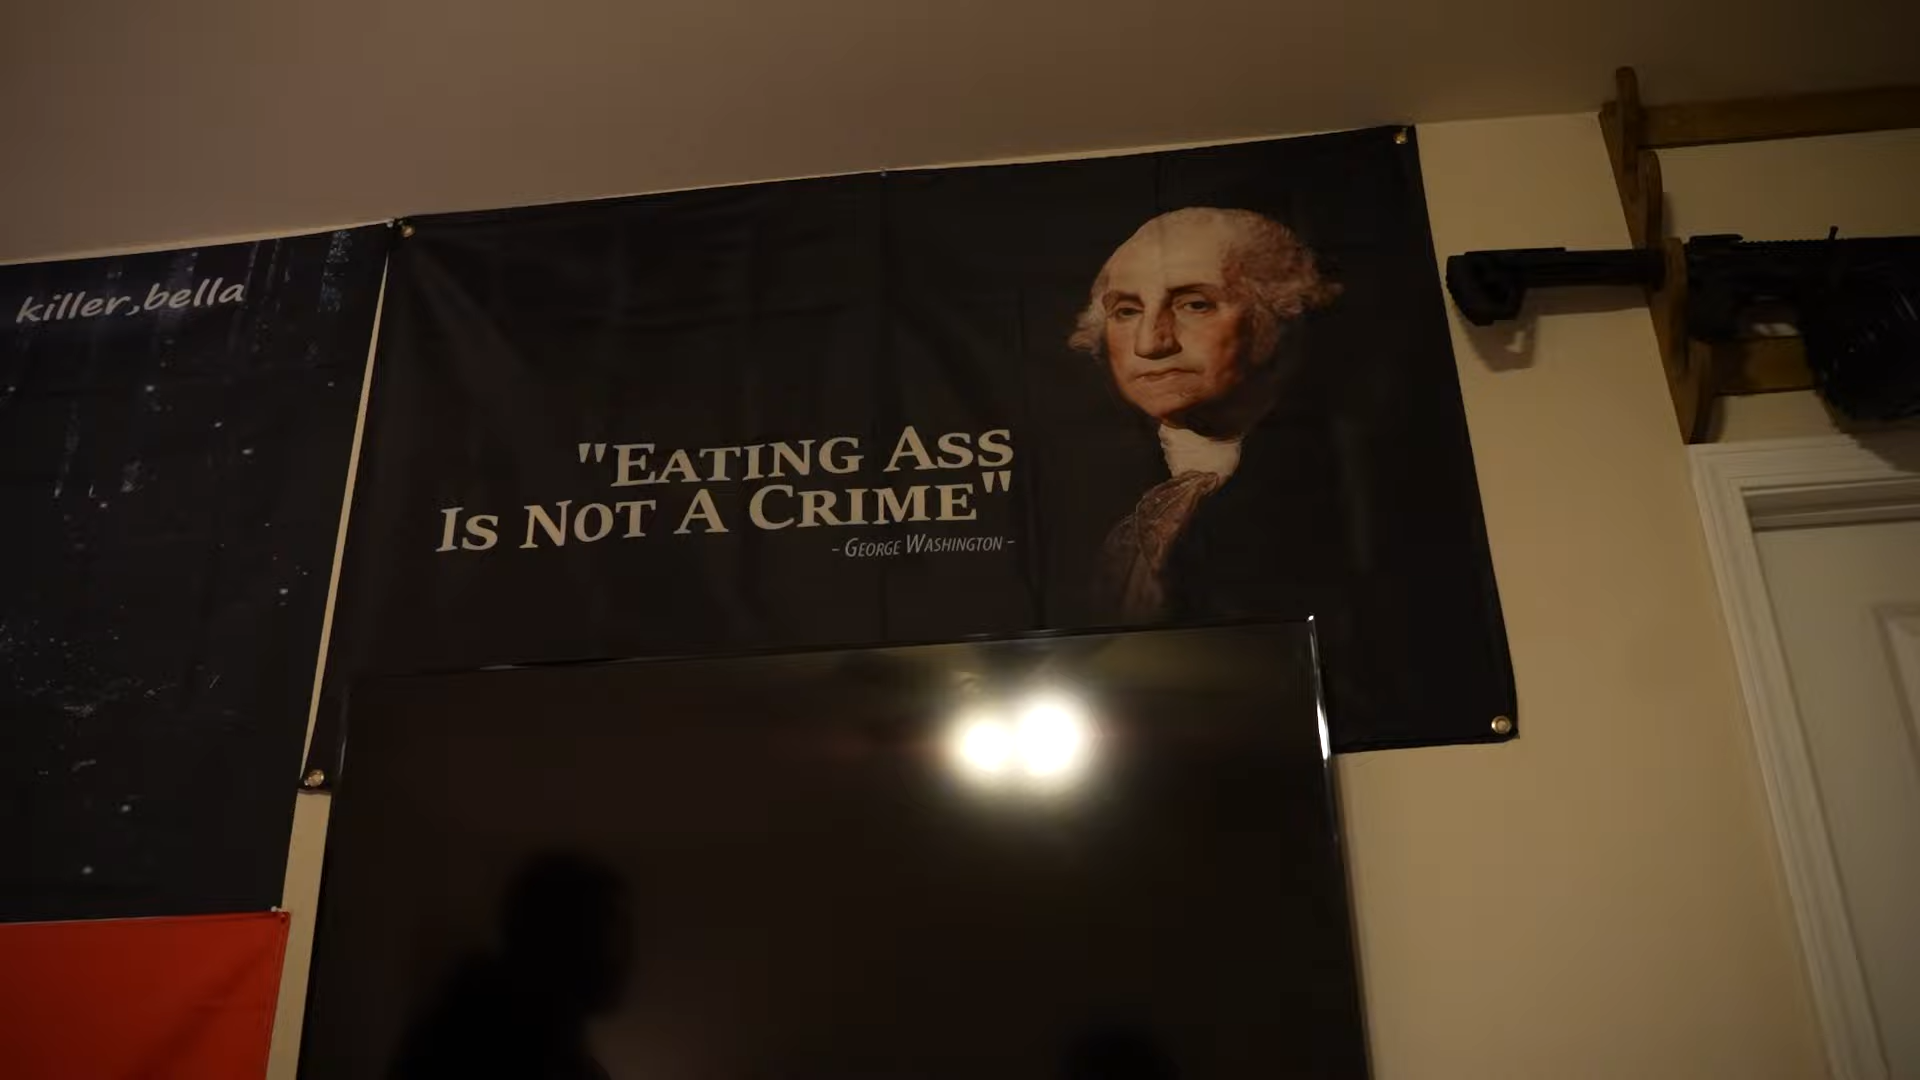 killer,bella
"EATING ASS
IS NOT A CRIME"
- GEORGE WASHINGTON -